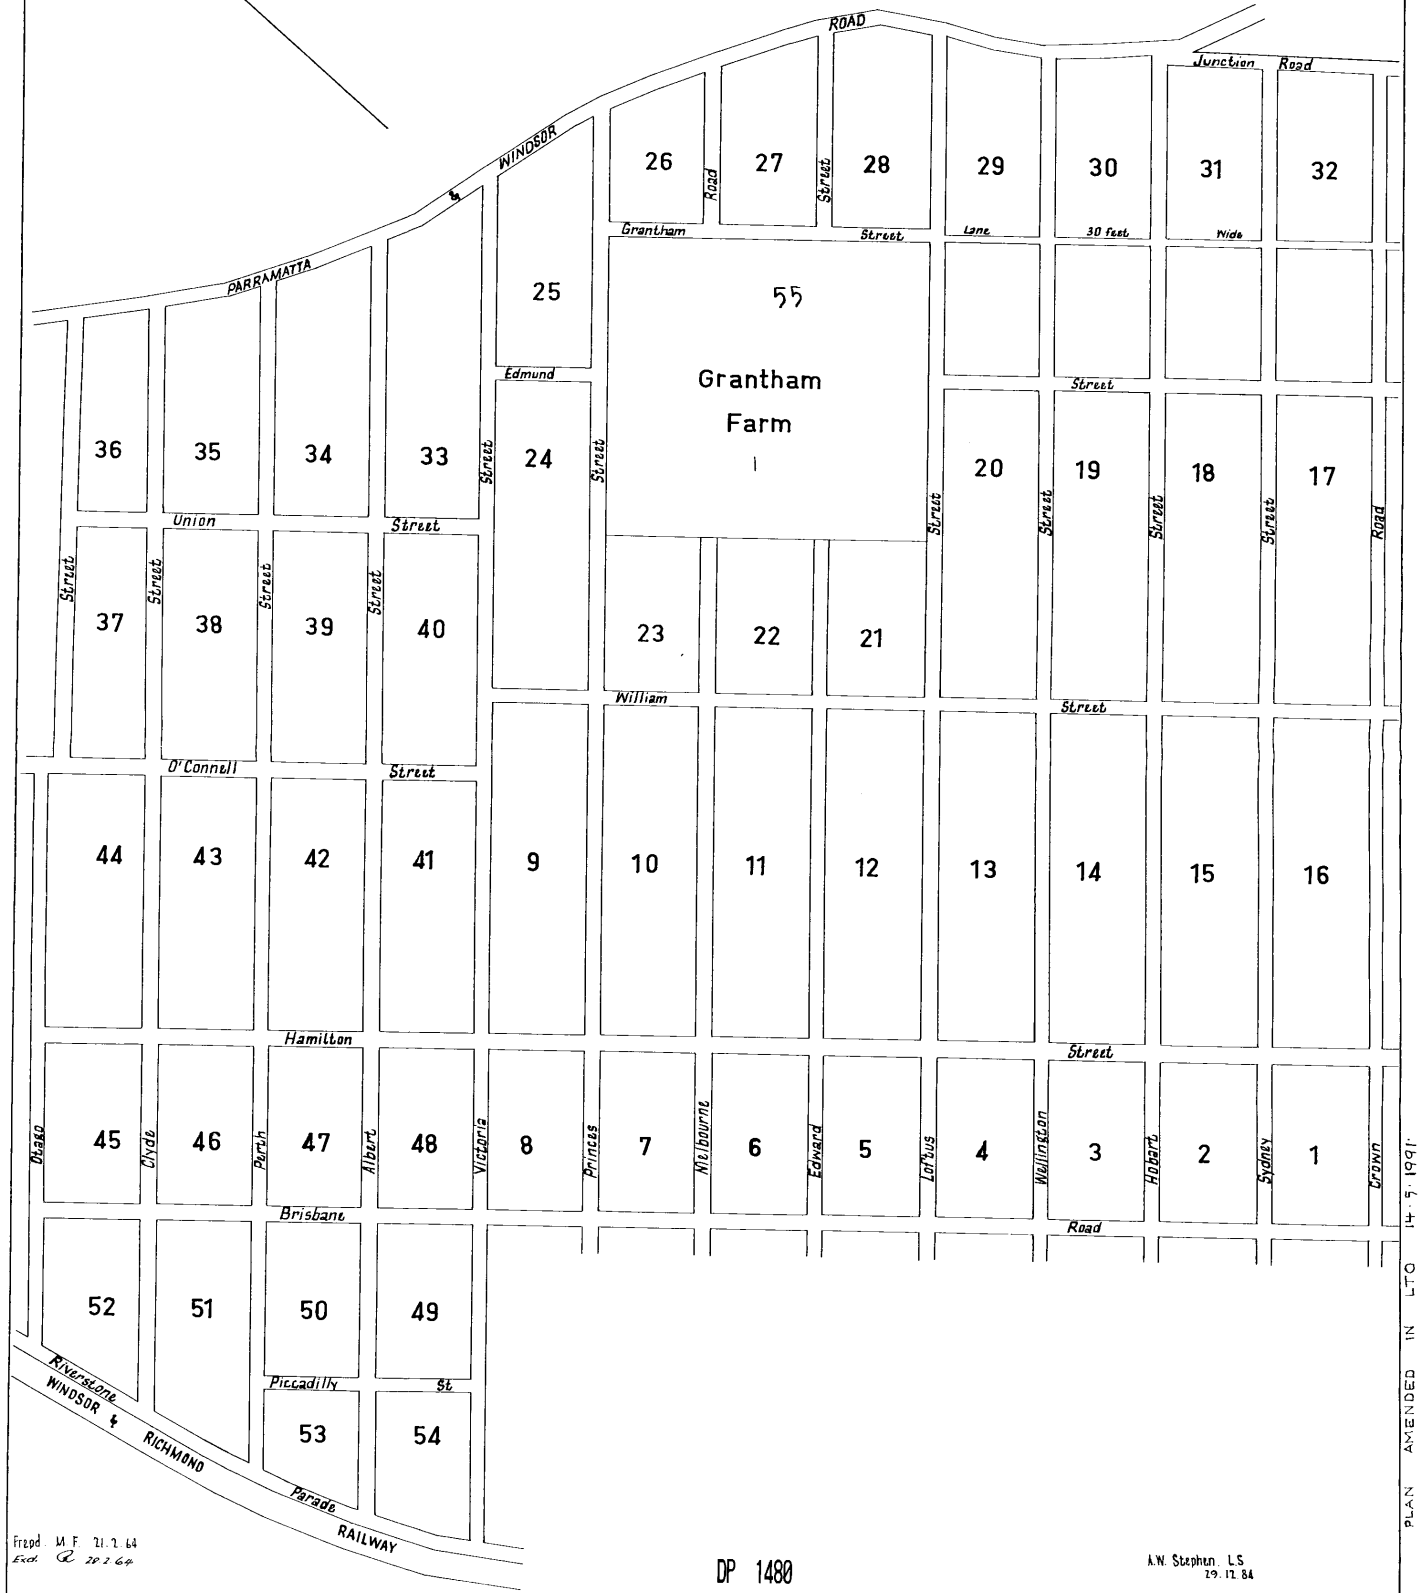 ROAD
Junction Road
WINDSOR
&
PARRAMATTA
26 Road 27 Street 28 29 30 31 32
Grantham Street Lane 30 feet Wide
25
55
Edmund
Grantham
Farm
1
Street
36 35 34 33 Street 24 Street 20 19 18 17
Street Street Street Street Road
Union Street
Street Street Street Street
37 38 39 40 23 22 21
William Street
O'Connell Street
44 43 42 41 9 10 11 12 13 14 15 16
Hamilton Street
Otago Clyde Perth Albert Victoria Princes Melbourne Edward Loftus Wellington Hobart Sydney Crown
45 46 47 48 8 7 6 5 4 3 2 1
Brisbane Road
52 51 50 49
Riverstone Parade
Piccadilly St
WINDSOR & RICHMOND RAILWAY
53 54
M.F. 21.2.64
28.2.64
DP 1480
A.W. Stephen. L.S
29.12.84
PLAN AMENDED IN LTO 14.5.1991.